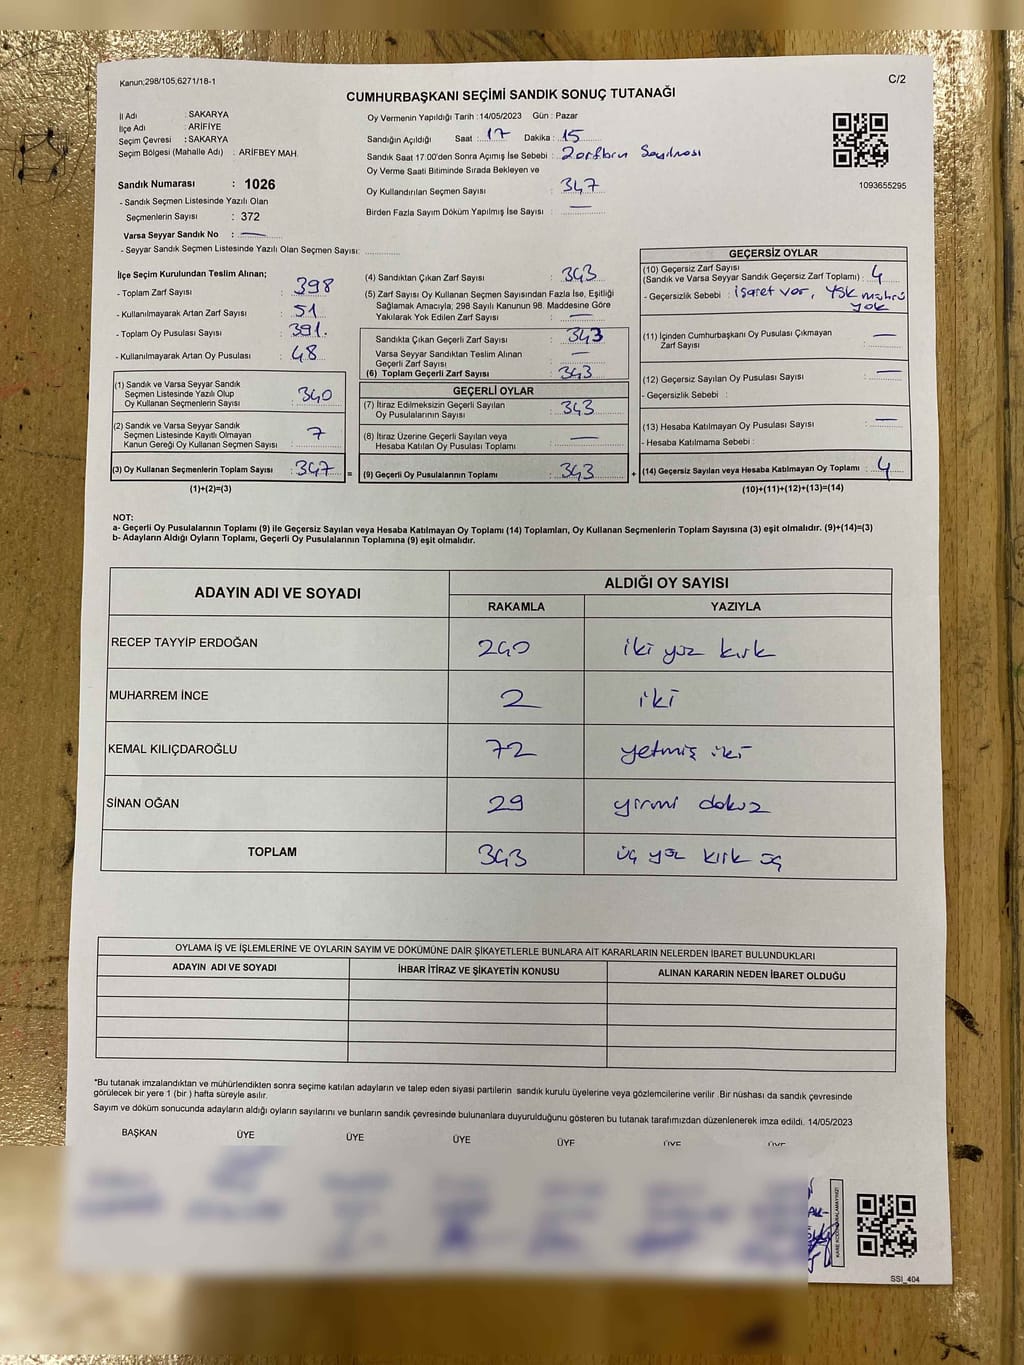 Kanun:298/105,6271/18-1
C/2
CUMHURBAŞKANI SEÇİMİ SANDIK SONUÇ TUTANAĞI
İl Adı : SAKARYA
İlçe Adı : ARİFİYE
Seçim Çevresi : SAKARYA
Seçim Bölgesi (Mahalle Adı) : ARİFBEY MAH.
Sandık Numarası : 1026
- Sandık Seçmen Listesinde Yazılı Olan
Seçmenlerin Sayısı : 372
Varsa Seyyar Sandık No : —
- Seyyar Sandık Seçmen Listesinde Yazılı Olan Seçmen Sayısı:
Oy Vermenin Yapıldığı Tarih : 14/05/2023 Gün : Pazar
Sandığın Açıldığı Saat : 17 Dakika : 15
Sandık Saat 17.00'den Sonra Açımış İse Sebebi : Zarfların Sayılması
Oy Verme Saati Bitiminde Sırada Bekleyen ve
Oy Kullandırılan Seçmen Sayısı : 347
Birden Fazla Sayım Döküm Yapılmış İse Sayısı : —
1093655295
İlçe Seçim Kurulundan Teslim Alınan;
- Toplam Zarf Sayısı : 398
- Kullanılmayarak Artan Zarf Sayısı : 51
- Toplam Oy Pusulası Sayısı : 391.
- Kullanılmayarak Artan Oy Pusulası : 48
(1) Sandık ve Varsa Seyyar Sandık
Seçmen Listesinde Yazılı Olup
Oy Kullanan Seçmenlerin Sayısı : 340
(2) Sandık ve Varsa Seyyar Sandık
Seçmen Listesinde Kayıtlı Olmayan
Kanun Gereği Oy Kullanan Seçmen Sayısı : 7
(3) Oy Kullanan Seçmenlerin Toplam Sayısı : 347 =
(1)+(2)=(3)
(4) Sandıktan Çıkan Zarf Sayısı : 343
(5) Zarf Sayısı Oy Kullanan Seçmen Sayısından Fazla İse, Eşitliği
Sağlamak Amacıyla; 298 Sayılı Kanunun 98. Maddesine Göre
Yakılarak Yok Edilen Zarf Sayısı : —
Sandıkta Çıkan Geçerli Zarf Sayısı : 343
Varsa Seyyar Sandıktan Teslim Alınan
Geçerli Zarf Sayısı : —
(6) Toplam Geçerli Zarf Sayısı : 343
GEÇERLİ OYLAR
(7) İtiraz Edilmeksizin Geçerli Sayılan
Oy Pusulalarının Sayısı : 343
(8) İtiraz Üzerine Geçerli Sayılan veya
Hesaba Katılan Oy Pusulası Toplamı : —
(9) Geçerli Oy Pusulalarının Toplamı : 343 +
GEÇERSİZ OYLAR
(10) Geçersiz Zarf Sayısı
(Sandık ve Varsa Seyyar Sandık Geçersiz Zarf Toplamı) : 4
- Geçersizlik Sebebi : işaret var, YSK mührü
yok
(11) İçinden Cumhurbaşkanı Oy Pusulası Çıkmayan
Zarf Sayısı : —
(12) Geçersiz Sayılan Oy Pusulası Sayısı : —
- Geçersizlik Sebebi :
(13) Hesaba Katılmayan Oy Pusulası Sayısı : —
- Hesaba Katılmama Sebebi :
(14) Geçersiz Sayılan veya Hesaba Katılmayan Oy Toplamı : 4
(10)+(11)+(12)+(13)=(14)
NOT:
a- Geçerli Oy Pusulalarının Toplamı (9) ile Geçersiz Sayılan veya Hesaba Katılmayan Oy Toplamı (14) Toplamları, Oy Kullanan Seçmenlerin Toplam Sayısına (3) eşit olmalıdır. (9)+(14)=(3)
b- Adayların Aldığı Oyların Toplamı, Geçerli Oy Pusulalarının Toplamına (9) eşit olmalıdır.
ADAYIN ADI VE SOYADI ALDIĞI OY SAYISI
RAKAMLA YAZIYLA
RECEP TAYYİP ERDOĞAN 240 iki yüz kırk
MUHARREM İNCE 2 iki
KEMAL KILIÇDAROĞLU 72 yetmiş iki
SİNAN OĞAN 29 yirmi dokuz
TOPLAM 343 üç yüz kırk üç
OYLAMA İŞ VE İŞLEMLERİNE VE OYLARIN SAYIM VE DÖKÜMÜNE DAİR ŞİKAYETLERLE BUNLARA AİT KARARLARIN NELERDEN İBARET BULUNDUKLARI
ADAYIN ADI VE SOYADI İHBAR İTİRAZ VE ŞİKAYETİN KONUSU ALINAN KARARIN NEDEN İBARET OLDUĞU
*Bu tutanak imzalandıktan ve mühürlendikten sonra seçime katılan adayların ve talep eden siyasi partilerin sandık kurulu üyelerine veya gözlemcilerine verilir .Bir nüshası da sandık çevresinde
görülecek bir yere 1 (bir ) hafta süreyle asılır.
Sayım ve döküm sonucunda adayların aldığı oyların sayılarını ve bunların sandık çevresinde bulunanlara duyurulduğunu gösteren bu tutanak tarafımızdan düzenlenerek imza edildi. 14/05/2023
BAŞKAN ÜYE ÜYE ÜYE ÜYE ÜYE ÜYE
KARE KODU KARALAMAYINIZ!
SSI_404